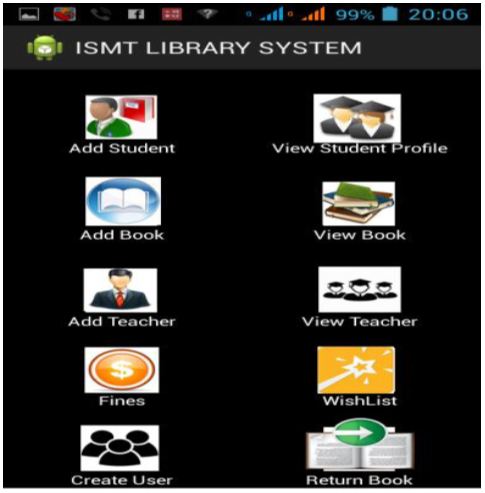 99% 20:06
ISMT LIBRARY SYSTEM
Add Student View Student Profile
Add Book View Book
Add Teacher View Teacher
$
Fines WishList
Create User Return Book